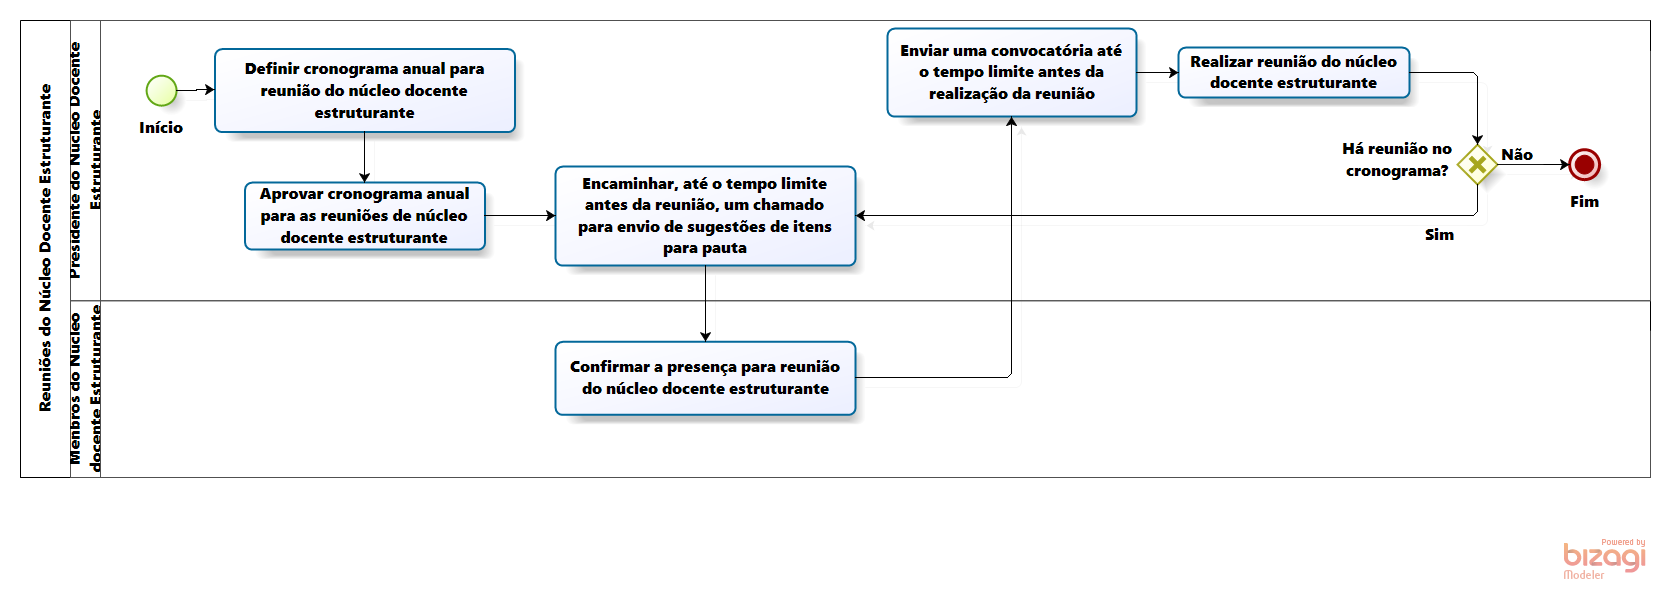 Reuniões do Núcleo Docente Estruturante
Presidente do Núcleo Docente
Estruturante
Menbros do Núcleo
docente Estruturante
Início
Definir cronograma anual para
reunião do núcleo docente
estruturante
Aprovar cronograma anual
para as reuniões de núcleo
docente estruturante
Encaminhar, até o tempo limite
antes da reunião, um chamado
para envio de sugestões de itens
para pauta
Confirmar a presença para reunião
do núcleo docente estruturante
Enviar uma convocatória até
o tempo limite antes da
realização da reunião
Realizar reunião do núcleo
docente estruturante
Há reunião no
cronograma?
Não
Sim
Fim
Powered by
bizagi
Modeler